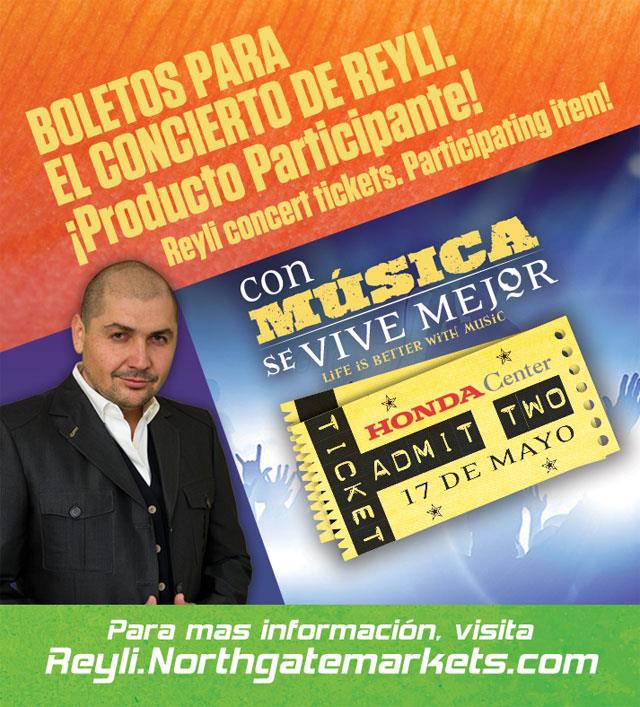 BOLETOS PARA
EL CONCIERTO DE REYLI.
¡Producto Participante!
Reyli concert tickets. Participating item!
CON
MÚSICA
SE VIVE MEJOR
LIFE IS BETTER WITH MUSIC
HONDA Center
TICKET
ADMIT TWO
17 DE MAYO
Para mas información, visita
Reyli.Northgatemarkets.com